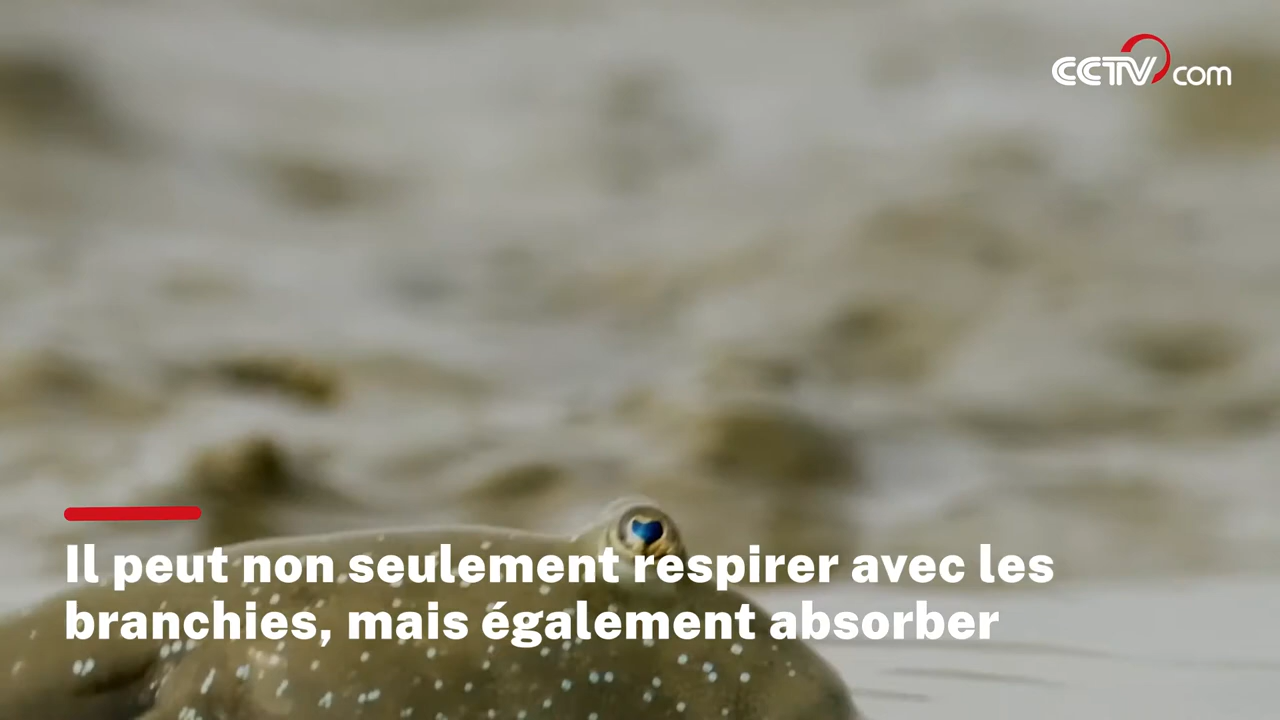 CCTV.com
Il peut non seulement respirer avec les
branchies, mais également absorber